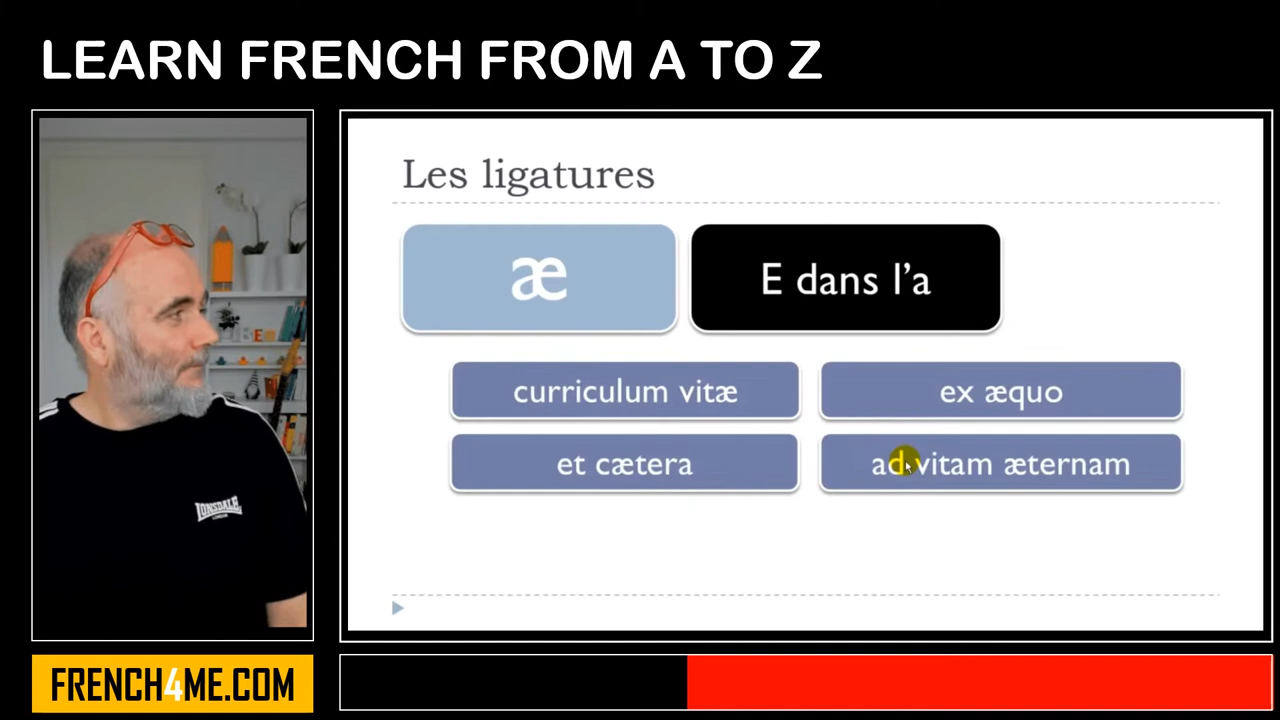 LEARN FRENCH FROM A TO Z
Les ligatures
æ
E dans l’a
curriculum vitæ
ex æquo
et cætera
ad vitam æternam
LONSDALE
LONDON
FRENCH4ME.COM